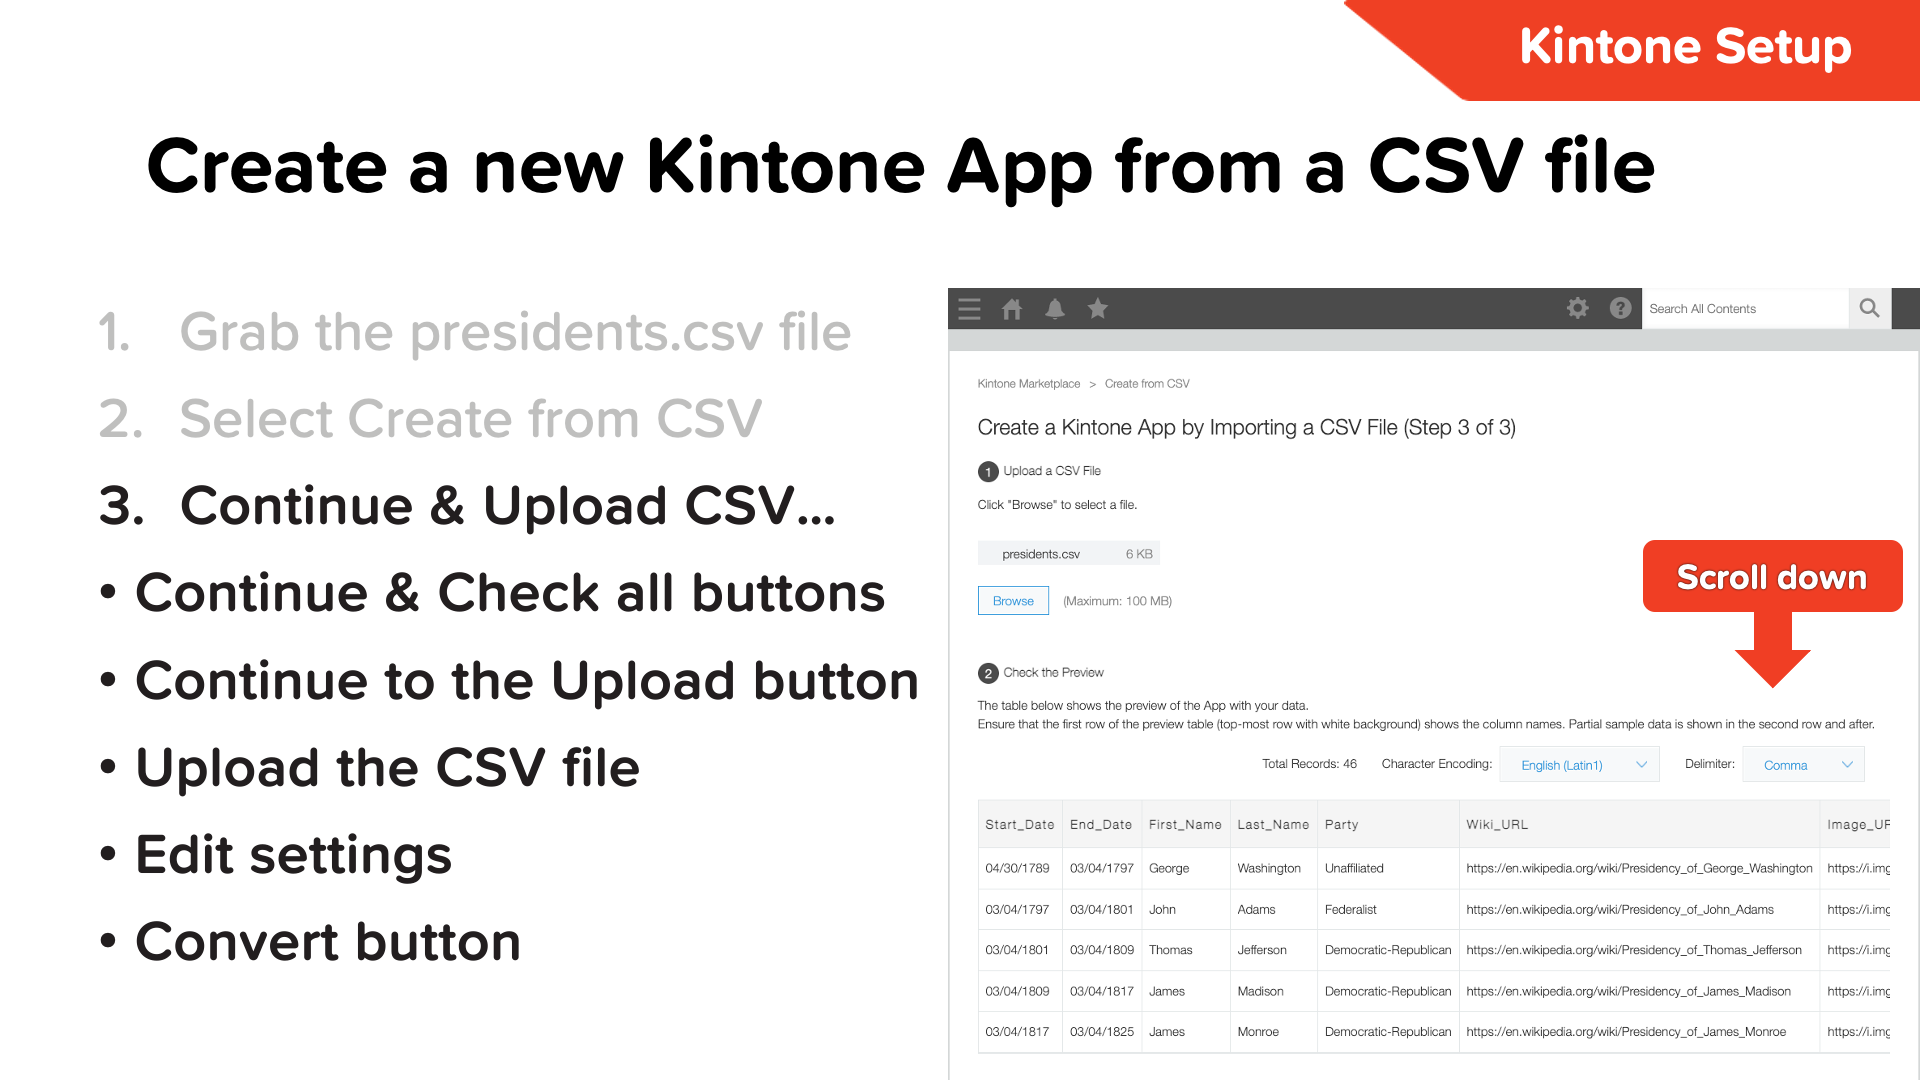 Kintone Setup
Create a new Kintone App from a CSV file
1. Grab the presidents.csv file
2. Select Create from CSV
3. Continue & Upload CSV...
• Continue & Check all buttons
• Continue to the Upload button
• Upload the CSV file
• Edit settings
• Convert button
Search All Contents
Kintone Marketplace > Create from CSV
Create a Kintone App by Importing a CSV File (Step 3 of 3)
1 Upload a CSV File
Click "Browse" to select a file.
presidents.csv 6 KB
Browse (Maximum: 100 MB)
Scroll down
2 Check the Preview
The table below shows the preview of the App with your data.
Ensure that the first row of the preview table (top-most row with white background) shows the column names. Partial sample data is shown in the second row and after.
Total Records: 46 Character Encoding: English (Latin1) Delimiter: Comma
Start_Date End_Date First_Name Last_Name Party Wiki_URL Image_UR
04/30/1789 03/04/1797 George Washington Unaffiliated https://en.wikipedia.org/wiki/Presidency_of_George_Washington https://i.img
03/04/1797 03/04/1801 John Adams Federalist https://en.wikipedia.org/wiki/Presidency_of_John_Adams https://i.img
03/04/1801 03/04/1809 Thomas Jefferson Democratic-Republican https://en.wikipedia.org/wiki/Presidency_of_Thomas_Jefferson https://i.img
03/04/1809 03/04/1817 James Madison Democratic-Republican https://en.wikipedia.org/wiki/Presidency_of_James_Madison https://i.img
03/04/1817 03/04/1825 James Monroe Democratic-Republican https://en.wikipedia.org/wiki/Presidency_of_James_Monroe https://i.img